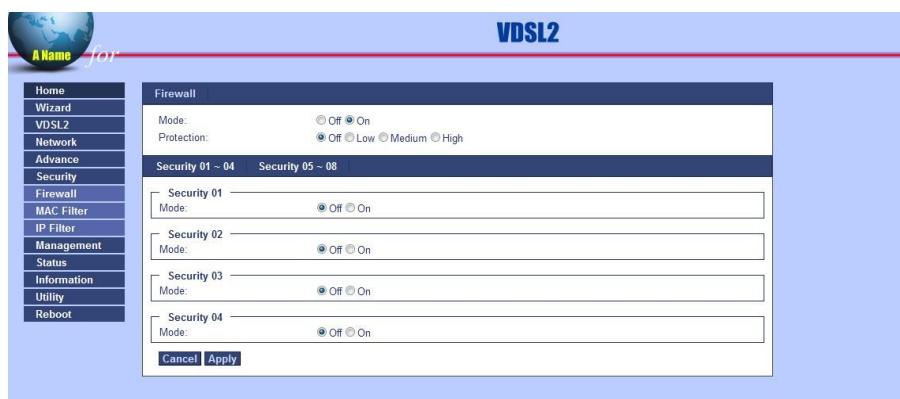 VDSL2
A Name for
Home
Wizard
VDSL2
Network
Advance
Security
Firewall
MAC Filter
IP Filter
Management
Status
Information
Utility
Reboot
Firewall
Mode: Off On
Protection: Off Low Medium High
Security 01 ~ 04 Security 05 ~ 08
Security 01
Mode: Off On
Security 02
Mode: Off On
Security 03
Mode: Off On
Security 04
Mode: Off On
Cancel Apply